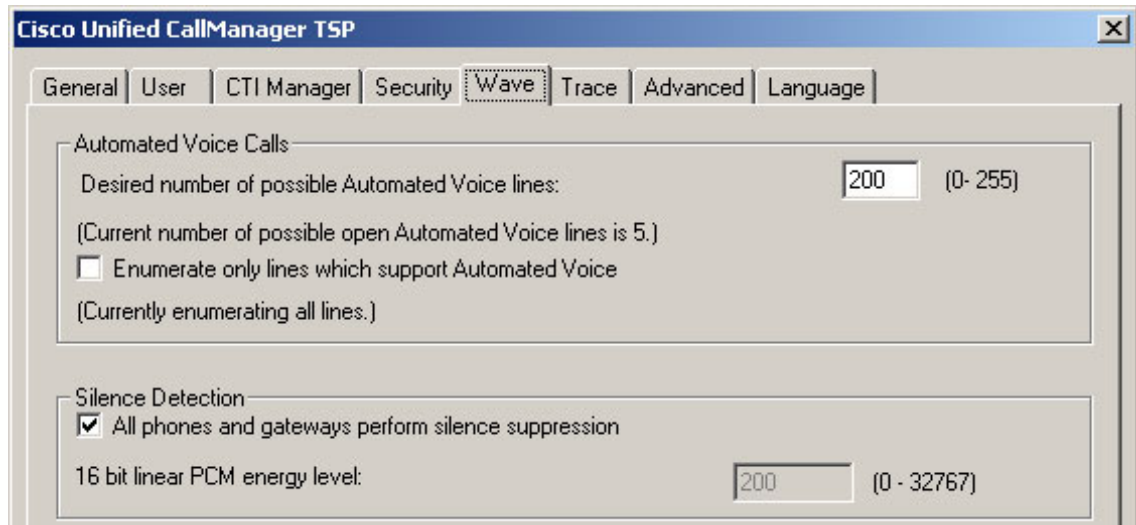 Cisco Unified CallManager TSP
General User CTI Manager Security Wave Trace Advanced Language
Automated Voice Calls
Desired number of possible Automated Voice lines: 200 (0- 255)
(Current number of possible open Automated Voice lines is 5.)
Enumerate only lines which support Automated Voice
(Currently enumerating all lines.)
Silence Detection
All phones and gateways perform silence suppression
16 bit linear PCM energy level: 200 (0 - 32767)